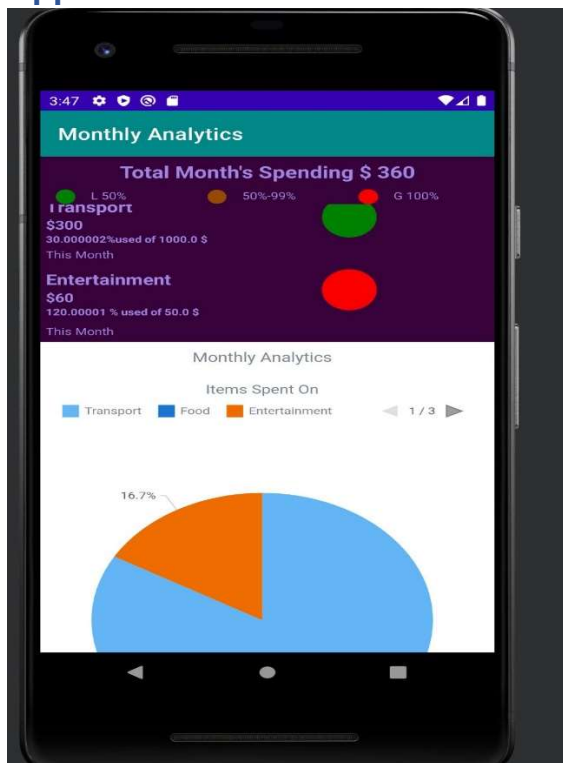 3:47
Monthly Analytics
Total Month's Spending $ 360
L 50% 50%-99% G 100%
Transport
$300
30.000002%used of 1000.0 $
This Month
Entertainment
$60
120.00001 % used of 50.0 $
This Month
Monthly Analytics
Items Spent On
Transport Food Entertainment 1 / 3
16.7%